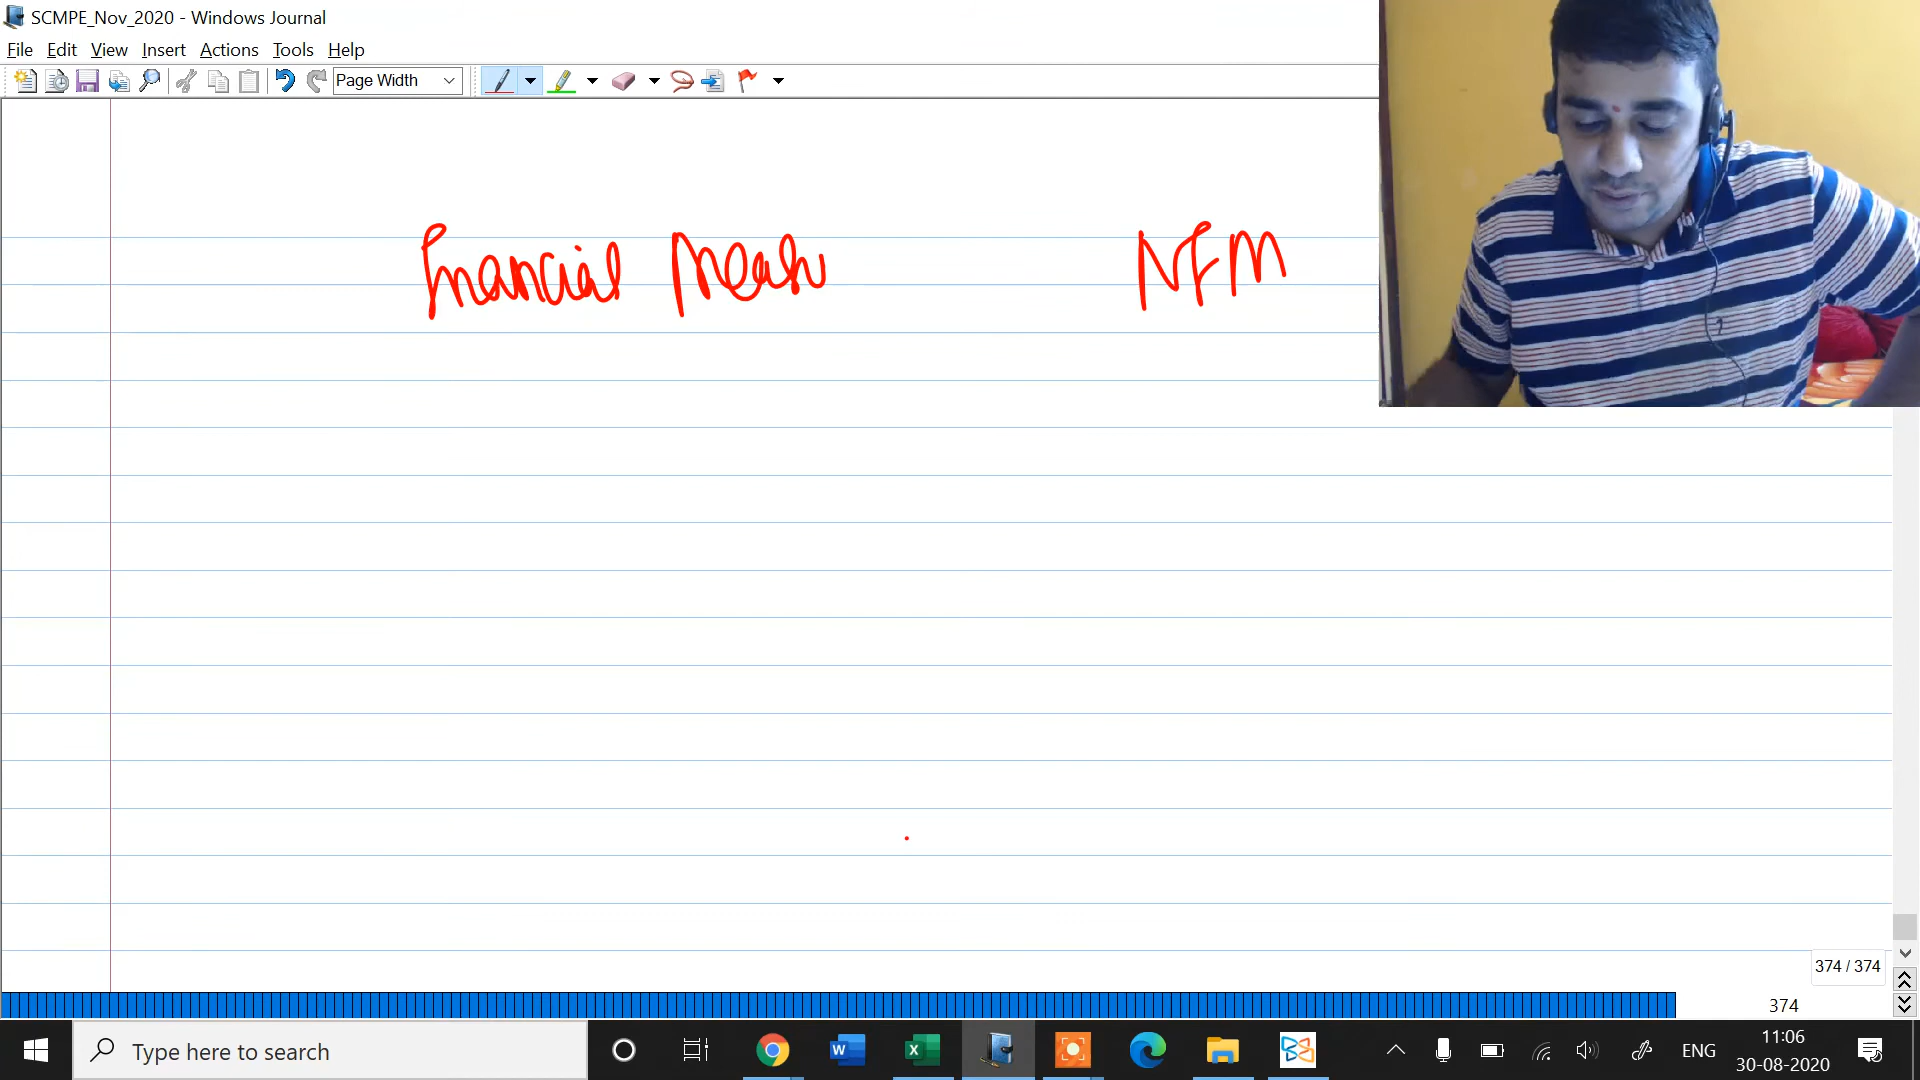 SCMPE_Nov_2020 - Windows Journal
File Edit View Insert Actions Tools Help
Page Width
Financial NFM
374 / 374
374
Type here to search
ENG
11:06
30-08-2020